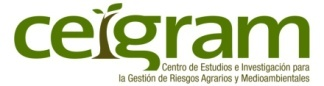 ceigram
Centro de Estudios e Investigación para
la Gestión de Riesgos Agrarios y Medioambientales